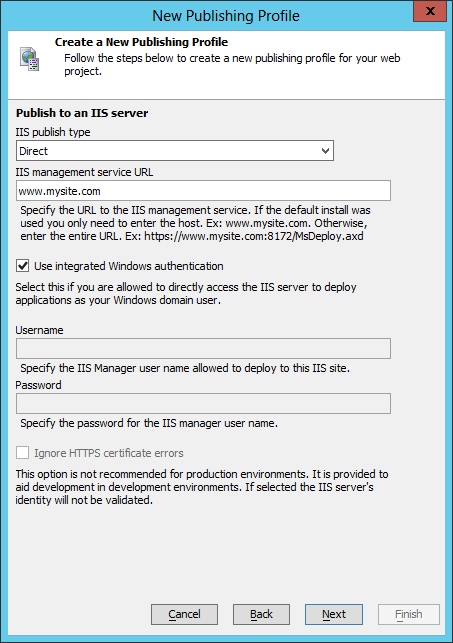 New Publishing Profile
x
Create a New Publishing Profile
Follow the steps below to create a new publishing profile for your web
project.
Publish to an IIS server
IIS publish type
Direct
IIS management service URL
www.mysite.com
Specify the URL to the IIS management service. If the default install was
used you only need to enter the host. Ex: www.mysite.com. Otherwise,
enter the entire URL. Ex: https://www.mysite.com:8172/MsDeploy.axd
Use integrated Windows authentication
Select this if you are allowed to directly access the IIS server to deploy
applications as your Windows domain user.
Username
Specify the IIS Manager user name allowed to deploy to this IIS site.
Password
Specify the password for the IIS manager user name.
Ignore HTTPS certificate errors
This option is not recommended for production environments. It is provided to
aid development in development environments. If selected the IIS server's
identity will not be validated.
Cancel
Back
Next
Finish